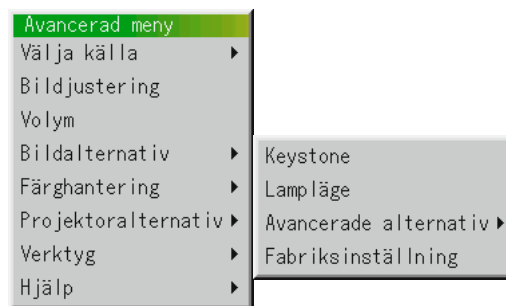 Avancerad meny
Välja källa
Bildjustering
Volym
Bildalternativ
Färghantering
Projektoralternativ
Verktyg
Hjälp
Keystone
Lampläge
Avancerade alternativ
Fabriksinställning